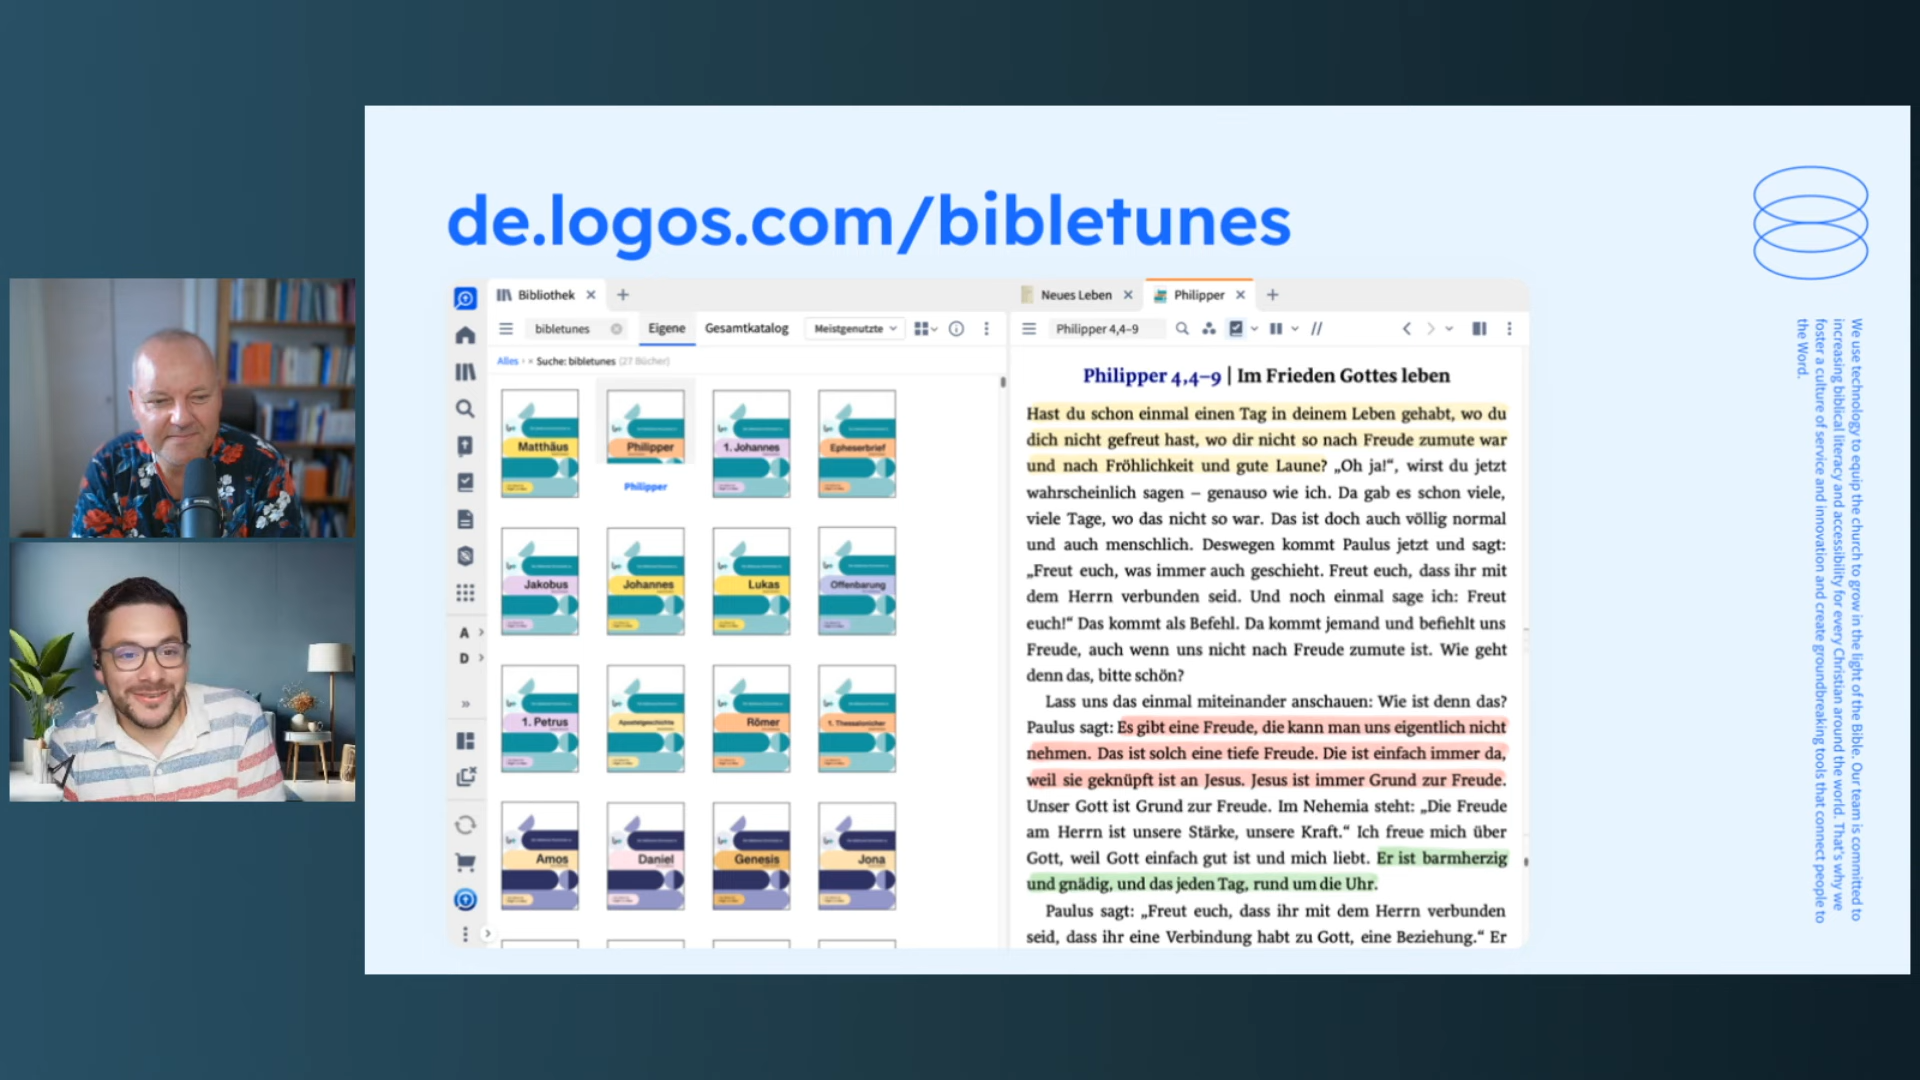 de.logos.com/bibletunes
Bibliothek
bibletunes
Eigene
Gesamtkatalog
Meistgenutzte
Alles › × Suche: bibletunes (27 Bücher)
Matthäus
Philipper
1. Johannes
Epheserbrief
Philipper
Jakobus
Johannes
Lukas
Offenbarung
1. Petrus
Apostelgeschichte
Römer
1. Thessalonicher
Amos
Daniel
Genesis
Jona
A
D
Neues Leben
Philipper
Philipper 4,4–9
Philipper 4,4–9 | Im Frieden Gottes leben
Hast du schon einmal einen Tag in deinem Leben gehabt, wo du
dich nicht gefreut hast, wo dir nicht so nach Freude zumute war
und nach Fröhlichkeit und gute Laune? „Oh ja!“, wirst du jetzt
wahrscheinlich sagen – genauso wie ich. Da gab es schon viele,
viele Tage, wo das nicht so war. Das ist doch auch völlig normal
und auch menschlich. Deswegen kommt Paulus jetzt und sagt:
„Freut euch, was immer auch geschieht. Freut euch, dass ihr mit
dem Herrn verbunden seid. Und noch einmal sage ich: Freut
euch!“ Das kommt als Befehl. Da kommt jemand und befiehlt uns
Freude, auch wenn uns nicht nach Freude zumute ist. Wie geht
denn das, bitte schön?
Lass uns das einmal miteinander anschauen: Wie ist denn das?
Paulus sagt: Es gibt eine Freude, die kann man uns eigentlich nicht
nehmen. Das ist solch eine tiefe Freude. Die ist einfach immer da,
weil sie geknüpft ist an Jesus. Jesus ist immer Grund zur Freude.
Unser Gott ist Grund zur Freude. Im Nehemia steht: „Die Freude
am Herrn ist unsere Stärke, unsere Kraft.“ Ich freue mich über
Gott, weil Gott einfach gut ist und mich liebt. Er ist barmherzig
und gnädig, und das jeden Tag, rund um die Uhr.
Paulus sagt: „Freut euch, dass ihr mit dem Herrn verbunden
seid, dass ihr eine Verbindung habt zu Gott, eine Beziehung.“ Er
We use technology to equip the church to grow in the light of the Bible. Our team is committed to
increasing biblical literacy and accessibility for every Christian around the world. That's why we
foster a culture of service and innovation and create groundbreaking tools that connect people to
the Word.